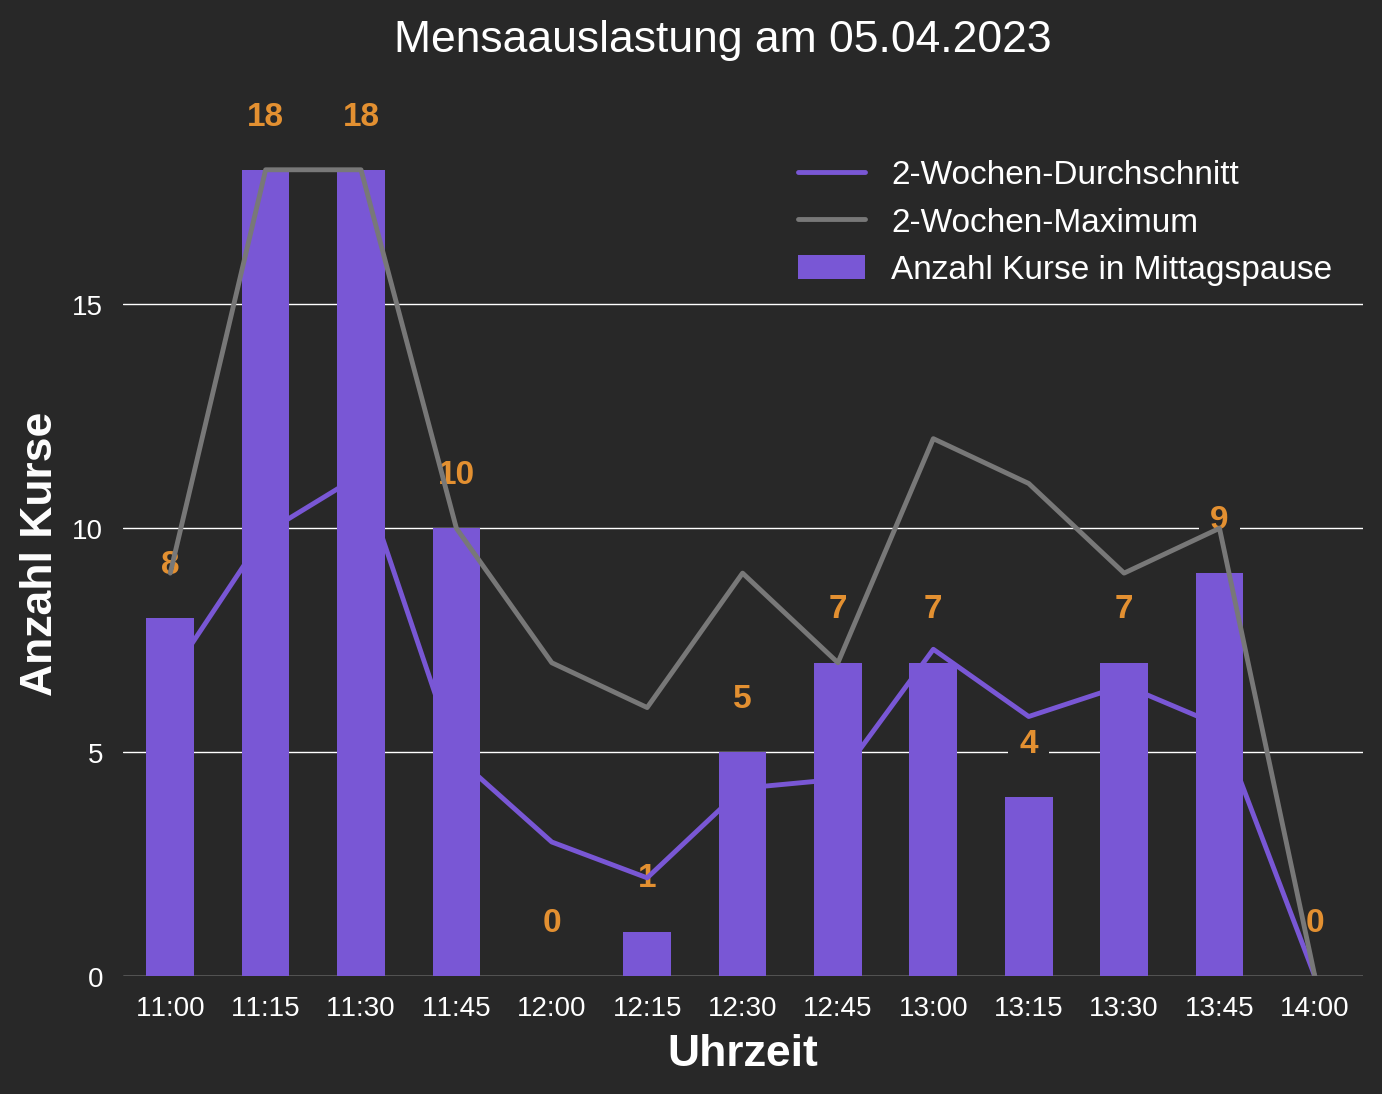 Mensaauslastung am 05.04.2023
18 18
2-Wochen-Durchschnitt
2-Wochen-Maximum
Anzahl Kurse in Mittagspause
15
Anzahl Kurse
10
10
9
8
7 7 7
5
4
5
1
0 0
0
11:00 11:15 11:30 11:45 12:00 12:15 12:30 12:45 13:00 13:15 13:30 13:45 14:00
Uhrzeit